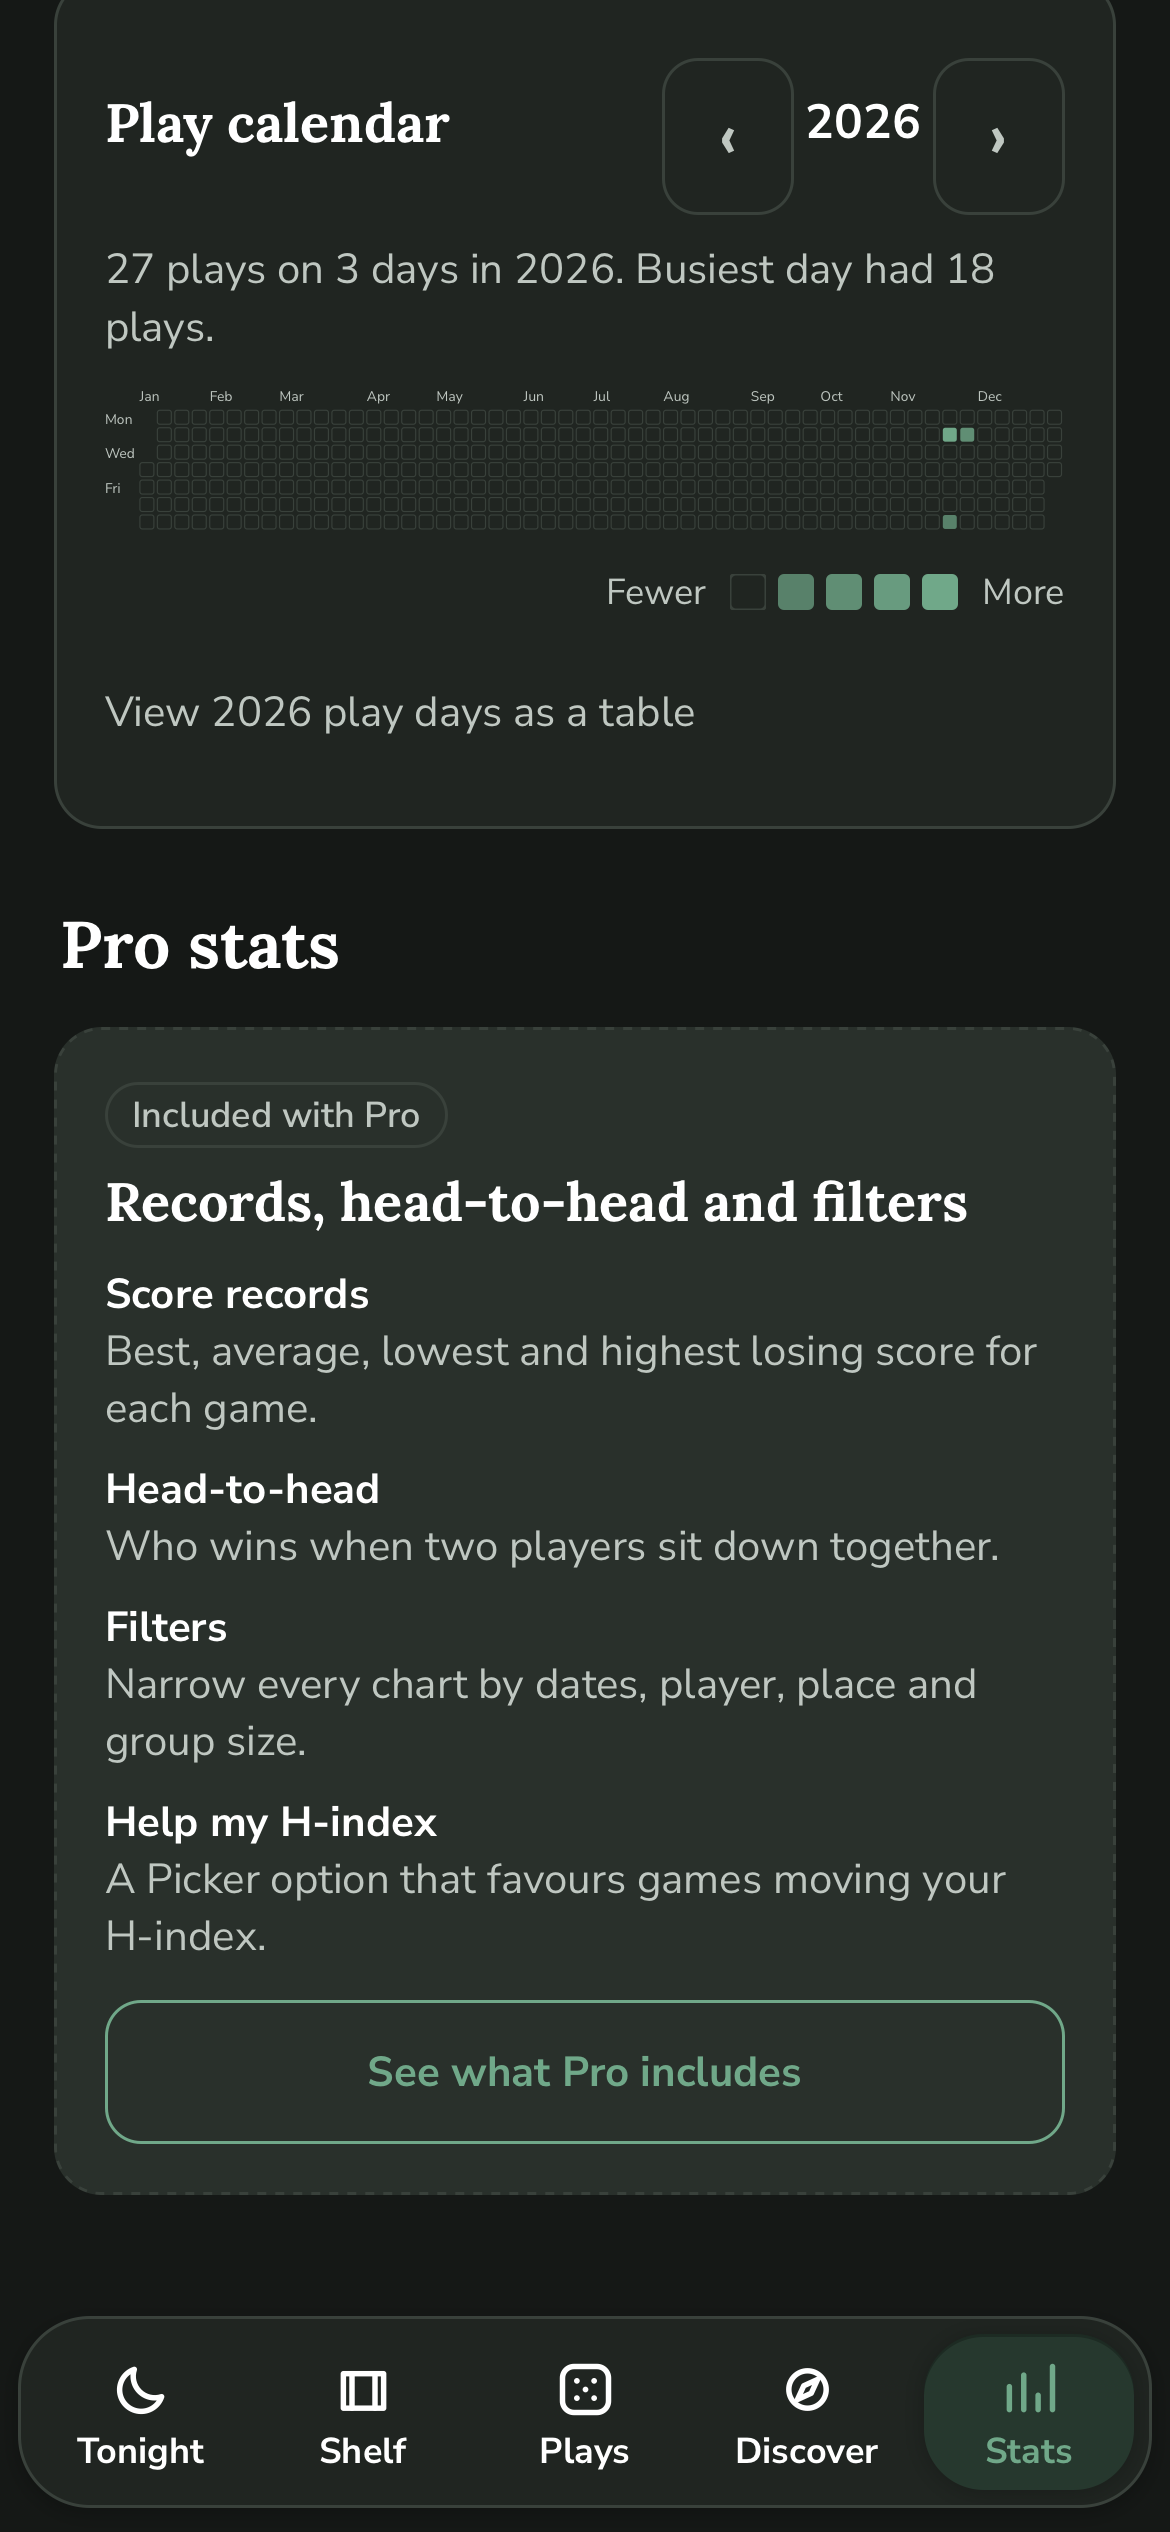 Play calendar
‹ 2026 ›
27 plays on 3 days in 2026. Busiest day had 18
plays.
Jan Feb Mar Apr May Jun Jul Aug Sep Oct Nov Dec
Mon
Wed
Fri
Fewer More
View 2026 play days as a table
Pro stats
Included with Pro
Records, head-to-head and filters
Score records
Best, average, lowest and highest losing score for
each game.
Head-to-head
Who wins when two players sit down together.
Filters
Narrow every chart by dates, player, place and
group size.
Help my H-index
A Picker option that favours games moving your
H-index.
See what Pro includes
Tonight Shelf Plays Discover Stats